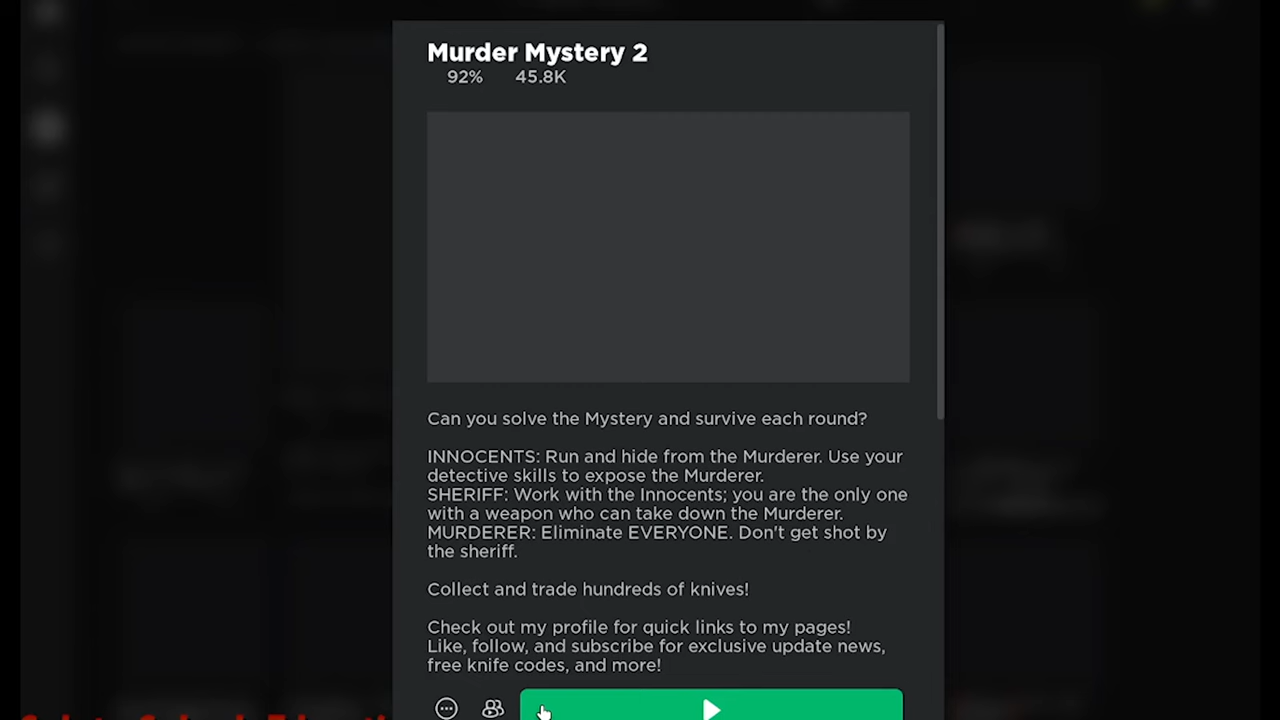 Murder Mystery 2
92% 45.8K
Can you solve the Mystery and survive each round?
INNOCENTS: Run and hide from the Murderer. Use your
detective skills to expose the Murderer.
SHERIFF: Work with the Innocents; you are the only one
with a weapon who can take down the Murderer.
MURDERER: Eliminate EVERYONE. Don't get shot by
the sheriff.
Collect and trade hundreds of knives!
Check out my profile for quick links to my pages!
Like, follow, and subscribe for exclusive update news,
free knife codes, and more!